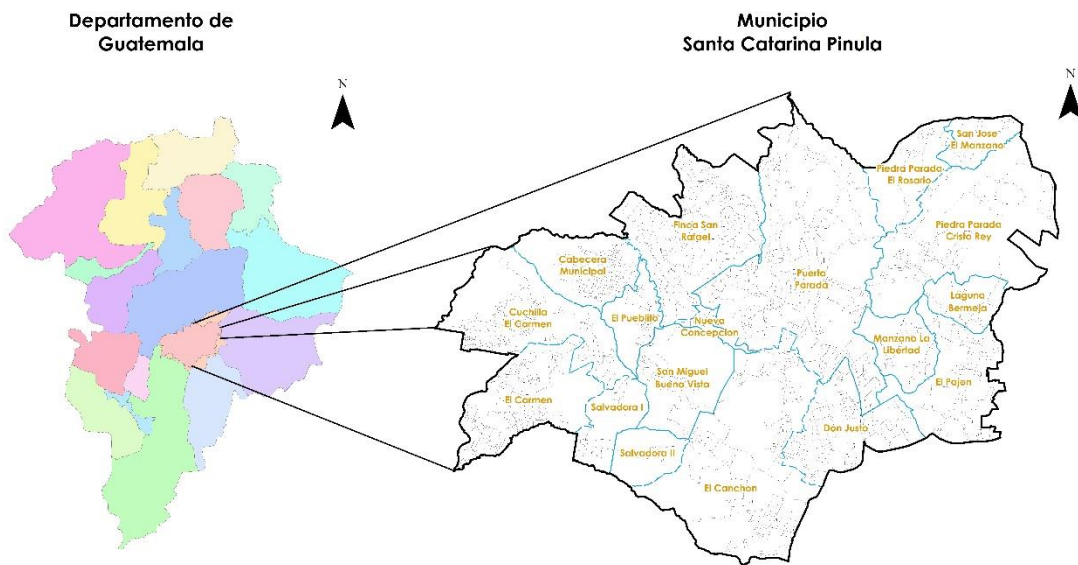 Departamento de
Guatemala
Municipio
Santa Catarina Pinula
N
N
San Jose
El Manzano
Piedra Parada
El Rosario
Piedra Parada
Cristo Rey
Finca San
Rafael
Cabecera
Municipal
Puerta
Parada
Laguna
Bermeja
Cuchilla
El Carmen
El Pueblito
Nueva
Concepcion
Manzano La
Libertad
San Miguel
Buena Vista
El Pajon
El Carmen
Salvadora I
Don Justo
Salvadora II
El Canchon